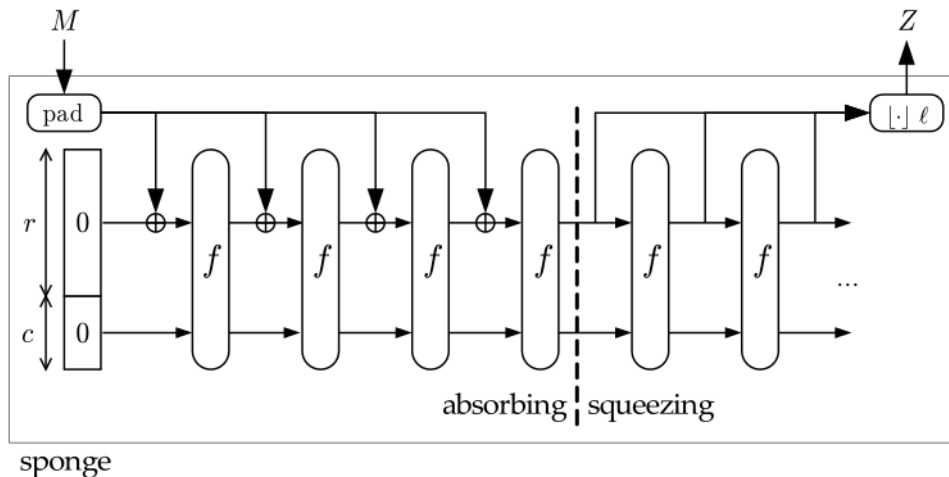 M Z
pad ⌊·⌋ ℓ
r 0
f f f f f f
...
c 0
absorbing squeezing
sponge